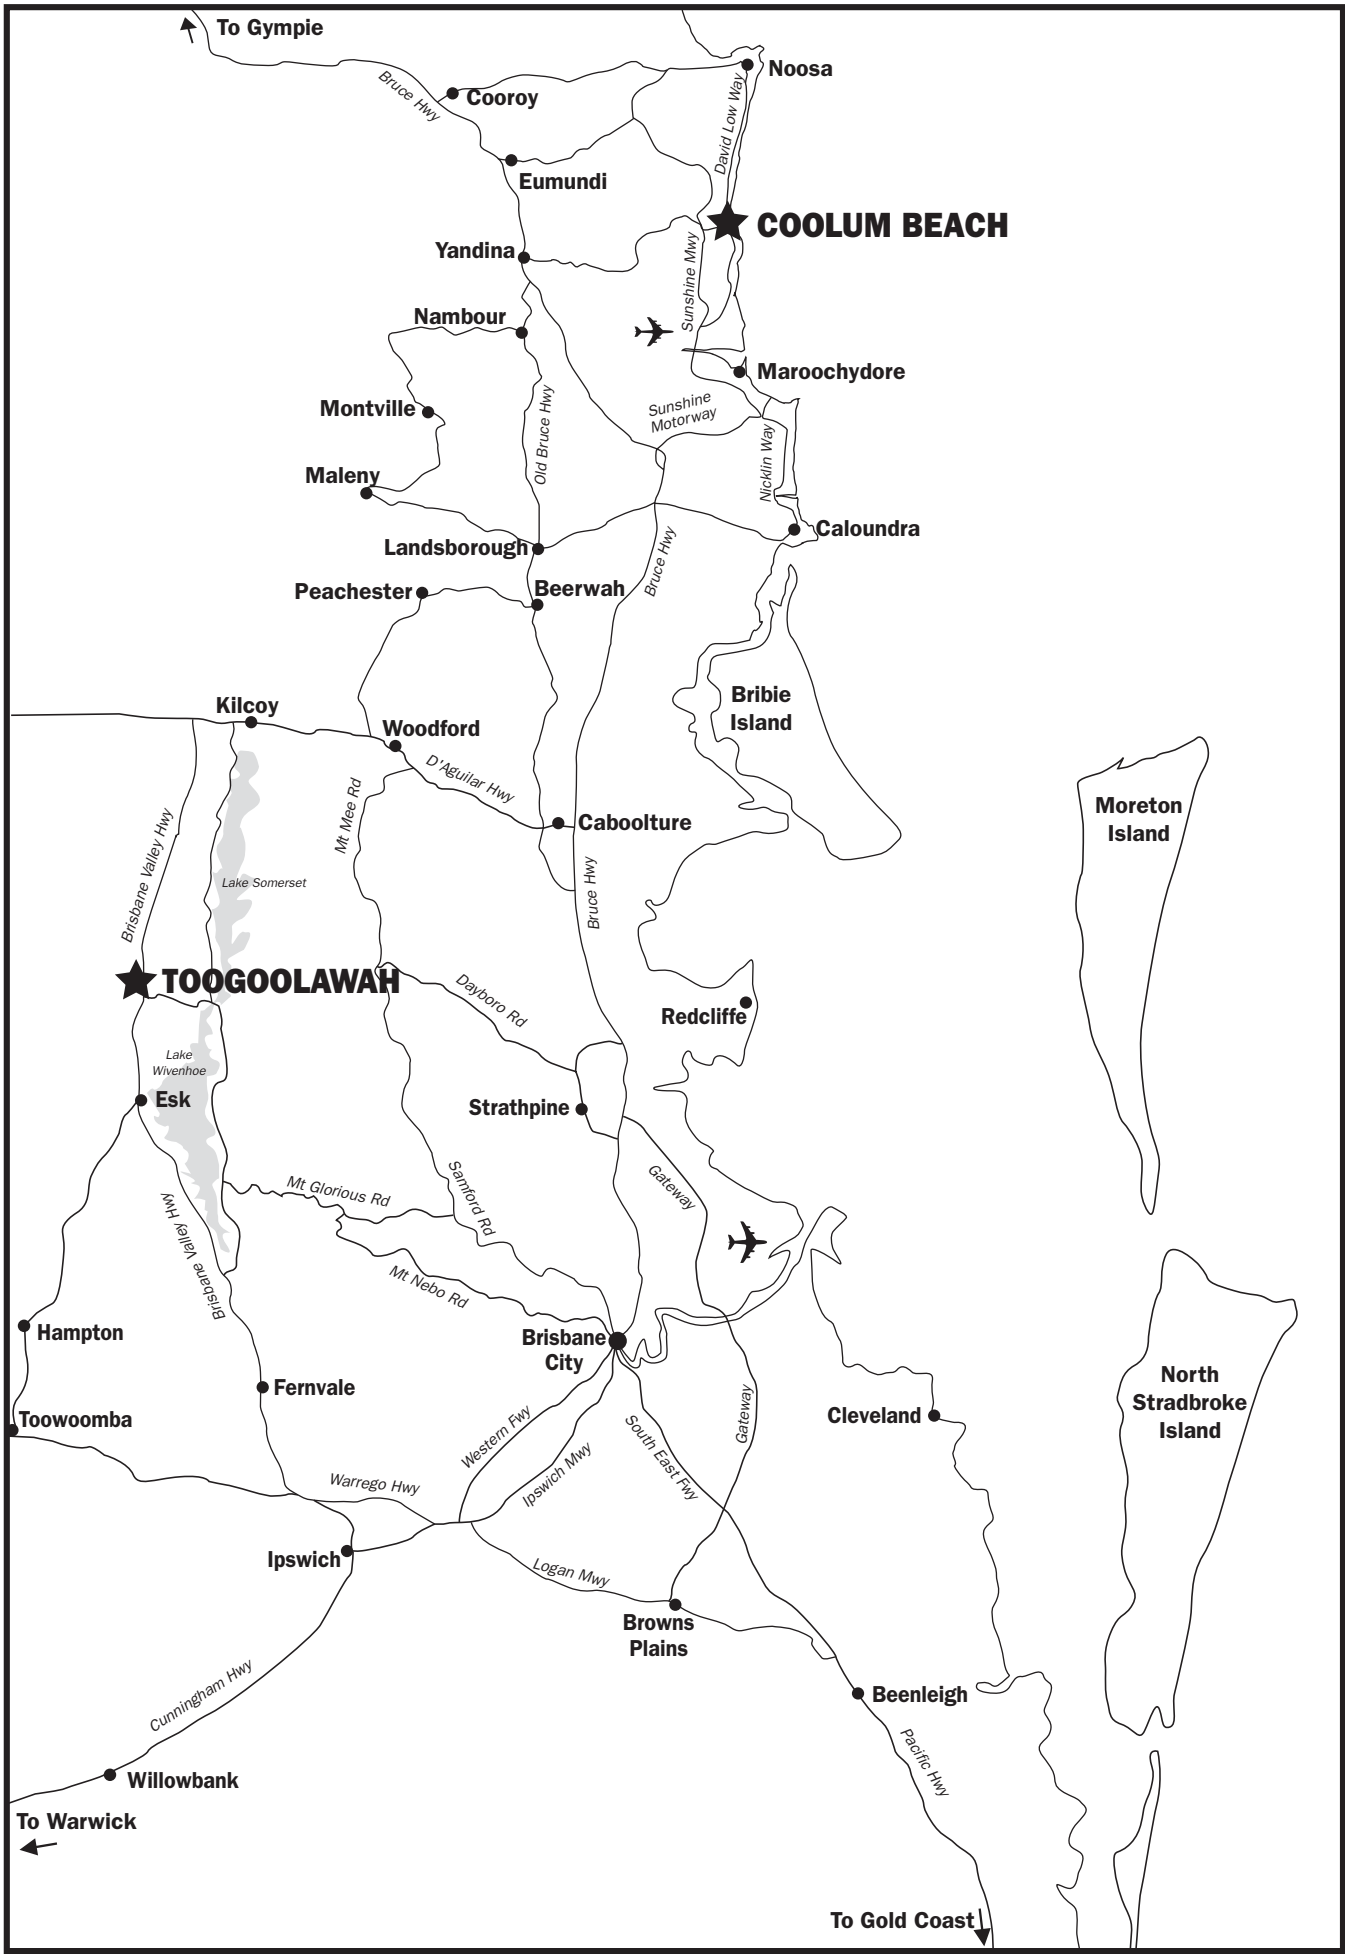 To Gympie
Bruce Hwy
Cooroy
Noosa
David Low Way
Eumundi
COOLUM BEACH
Yandina
Sunshine Mwy
Nambour
Maroochydore
Old Bruce Hwy
Montville
Sunshine
Motorway
Nicklin Way
Maleny
Caloundra
Landsborough
Bruce Hwy
Peachester
Beerwah
Bribie
Island
Kilcoy
Woodford
D'Aguilar Hwy
Mt Mee Rd
Moreton
Island
Caboolture
Brisbane Valley Hwy
Lake Somerset
Bruce Hwy
TOOGOOLAWAH
Dayboro Rd
Redcliffe
Lake
Wivenhoe
Esk
Strathpine
Mt Glorious Rd
Samford Rd
Gateway
Brisbane Valley Hwy
Mt Nebo Rd
Hampton
Brisbane
City
Fernvale
North
Stradbroke
Island
Toowoomba
Cleveland
Western Fwy
Ipswich Mwy
South East Fwy
Gateway
Warrego Hwy
Ipswich
Logan Mwy
Browns
Plains
Cunningham Hwy
Beenleigh
Pacific Hwy
Willowbank
To Warwick
To Gold Coast